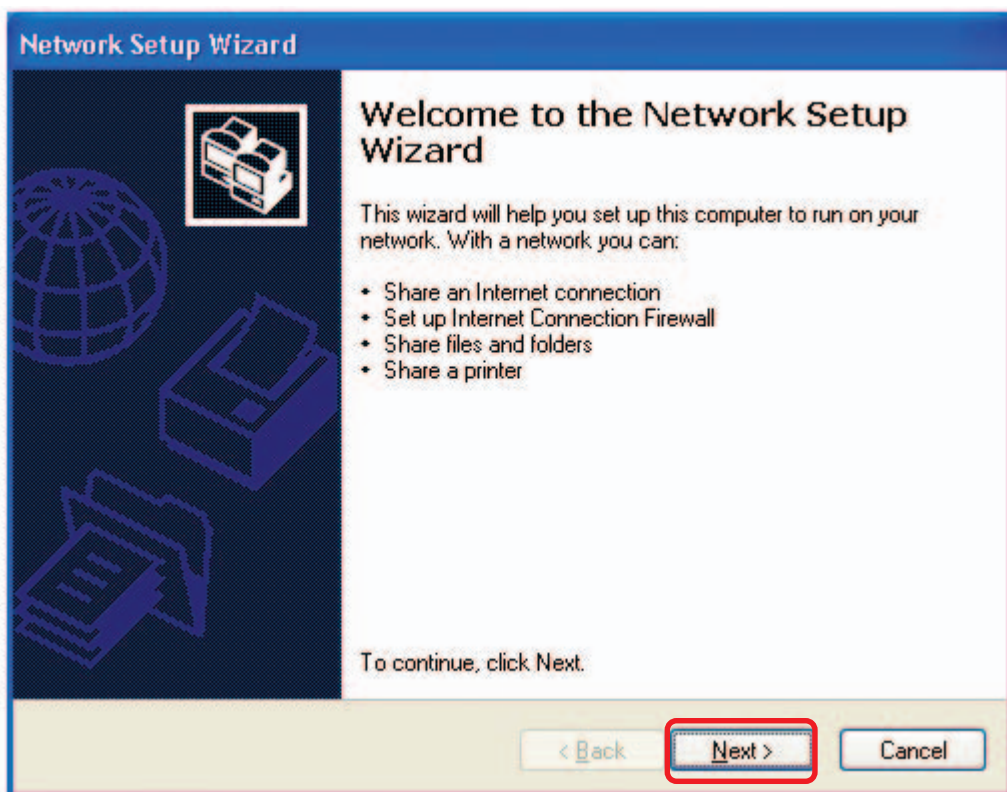 Network Setup Wizard
Welcome to the Network Setup
Wizard
This wizard will help you set up this computer to run on your
network. With a network you can:
• Share an Internet connection
• Set up Internet Connection Firewall
• Share files and folders
• Share a printer
To continue, click Next.
< Back
Next >
Cancel